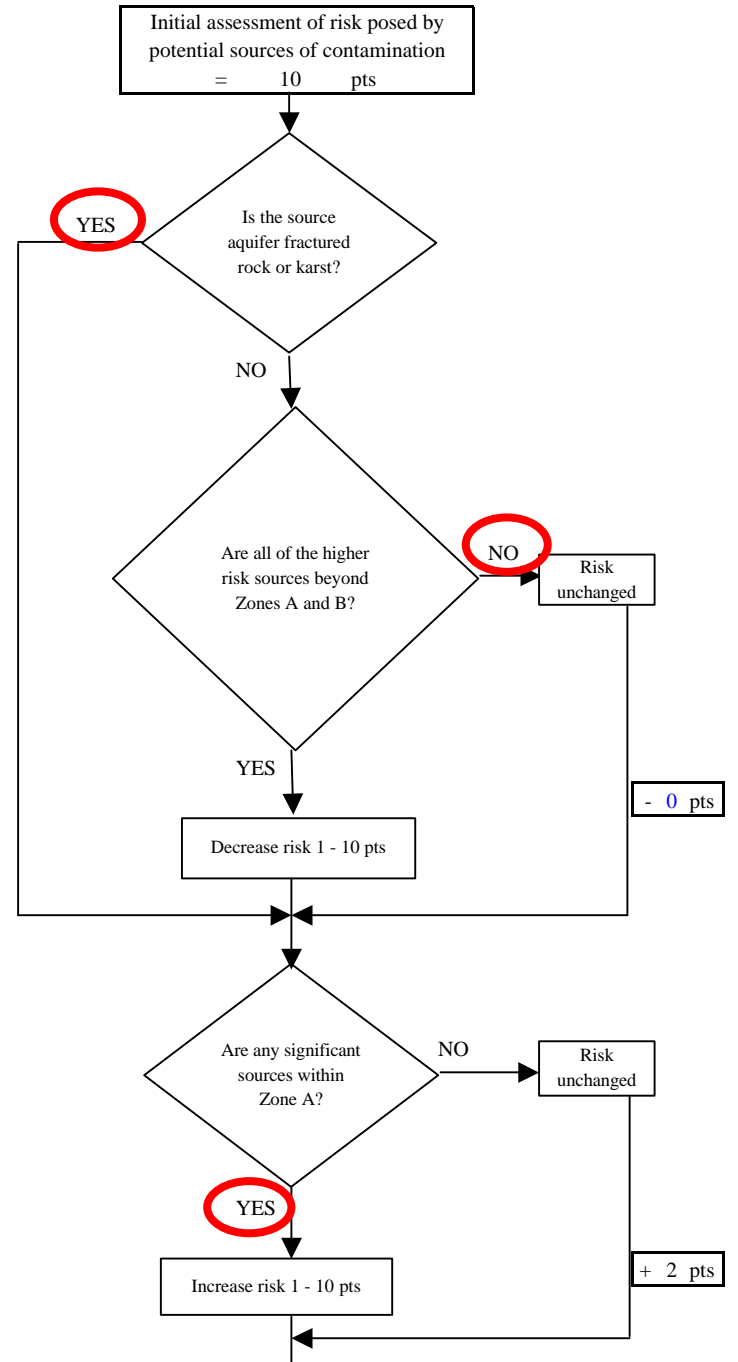 Initial assessment of risk posed by
potential sources of contamination
= 10 pts
YES
Is the source
aquifer fractured
rock or karst?
NO
Are all of the higher
risk sources beyond
Zones A and B?
NO
Risk
unchanged
YES
- 0 pts
Decrease risk 1 - 10 pts
Are any significant
sources within
Zone A?
NO
Risk
unchanged
YES
+ 2 pts
Increase risk 1 - 10 pts